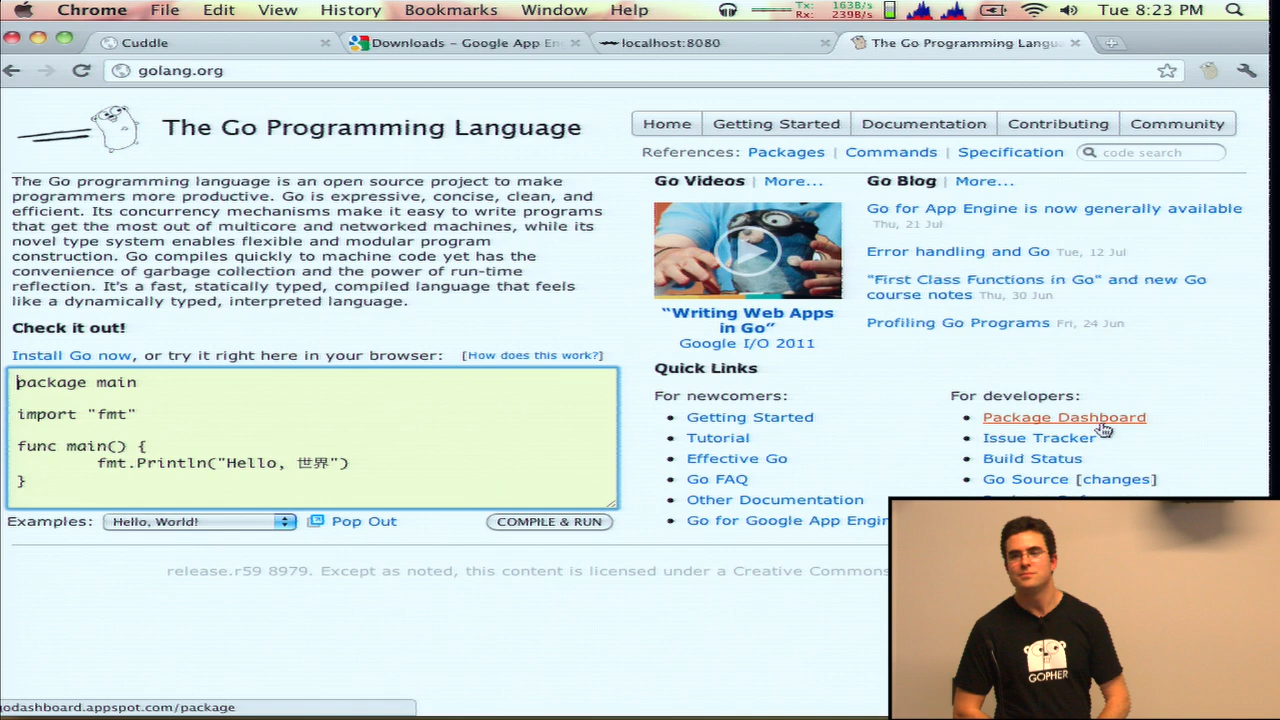 Chrome File Edit View History Bookmarks Window Help
Tx: 163B/s
Rx: 239B/s
Tue 8:23 PM
Cuddle
Downloads – Google App En
localhost:8080
The Go Programming Langu
golang.org
The Go Programming Language
Home Getting Started Documentation Contributing Community
References: Packages | Commands | Specification
code search
The Go programming language is an open source project to make
programmers more productive. Go is expressive, concise, clean, and
efficient. Its concurrency mechanisms make it easy to write programs
that get the most out of multicore and networked machines, while its
novel type system enables flexible and modular program
construction. Go compiles quickly to machine code yet has the
convenience of garbage collection and the power of run-time
reflection. It's a fast, statically typed, compiled language that feels
like a dynamically typed, interpreted language.
Check it out!
Install Go now, or try it right here in your browser: [How does this work?]
package main
import "fmt"
func main() {
fmt.Println("Hello, 世界")
}
Examples: Hello, World! Pop Out COMPILE & RUN
Go Videos | More...
“Writing Web Apps
in Go”
Google I/O 2011
Go Blog | More...
Go for App Engine is now generally available
Thu, 21 Jul
Error handling and Go Tue, 12 Jul
"First Class Functions in Go" and new Go
course notes Thu, 30 Jun
Profiling Go Programs Fri, 24 Jun
Quick Links
For newcomers:
• Getting Started
• Tutorial
• Effective Go
• Go FAQ
• Other Documentation
• Go for Google App Engin
For developers:
• Package Dashboard
• Issue Tracker
• Build Status
• Go Source [changes]
release.r59 8979. Except as noted, this content is licensed under a Creative Commons
godashboard.appspot.com/package
GOPHER